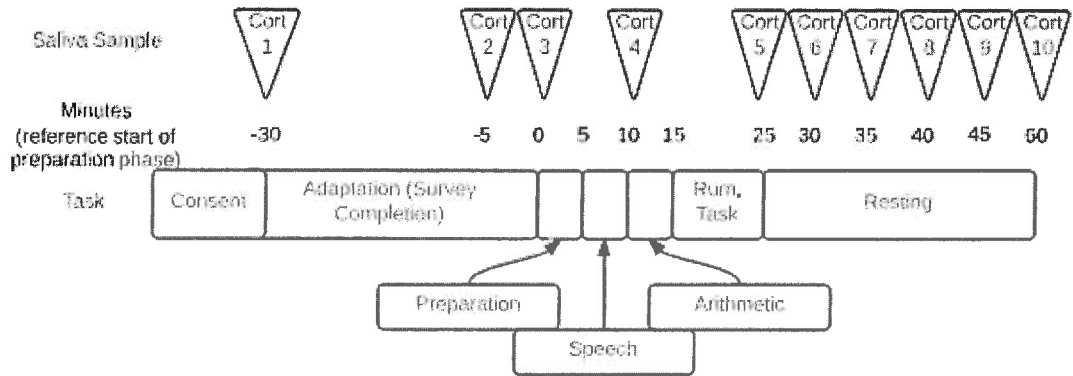 Saliva Sample
Cort 1
Cort 2
Cort 3
Cort 4
Cort 5
Cort 6
Cort 7
Cort 8
Cort 9
Cort 10
Minutes
(reference start of
preparation phase)
-30 -5 0 5 10 15 25 30 35 40 45 60
Task
Consent
Adaptation (Survey
Completion)
Rum.
Task
Resting
Preparation
Speech
Arithmetic